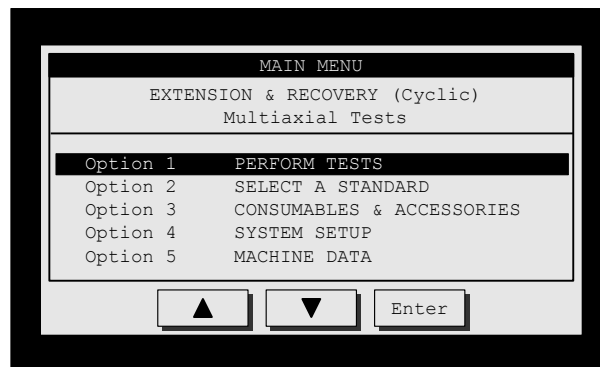 MAIN MENU
EXTENSION & RECOVERY (Cyclic)
Multiaxial Tests
Option 1 PERFORM TESTS
Option 2 SELECT A STANDARD
Option 3 CONSUMABLES & ACCESSORIES
Option 4 SYSTEM SETUP
Option 5 MACHINE DATA
▲ ▼ Enter